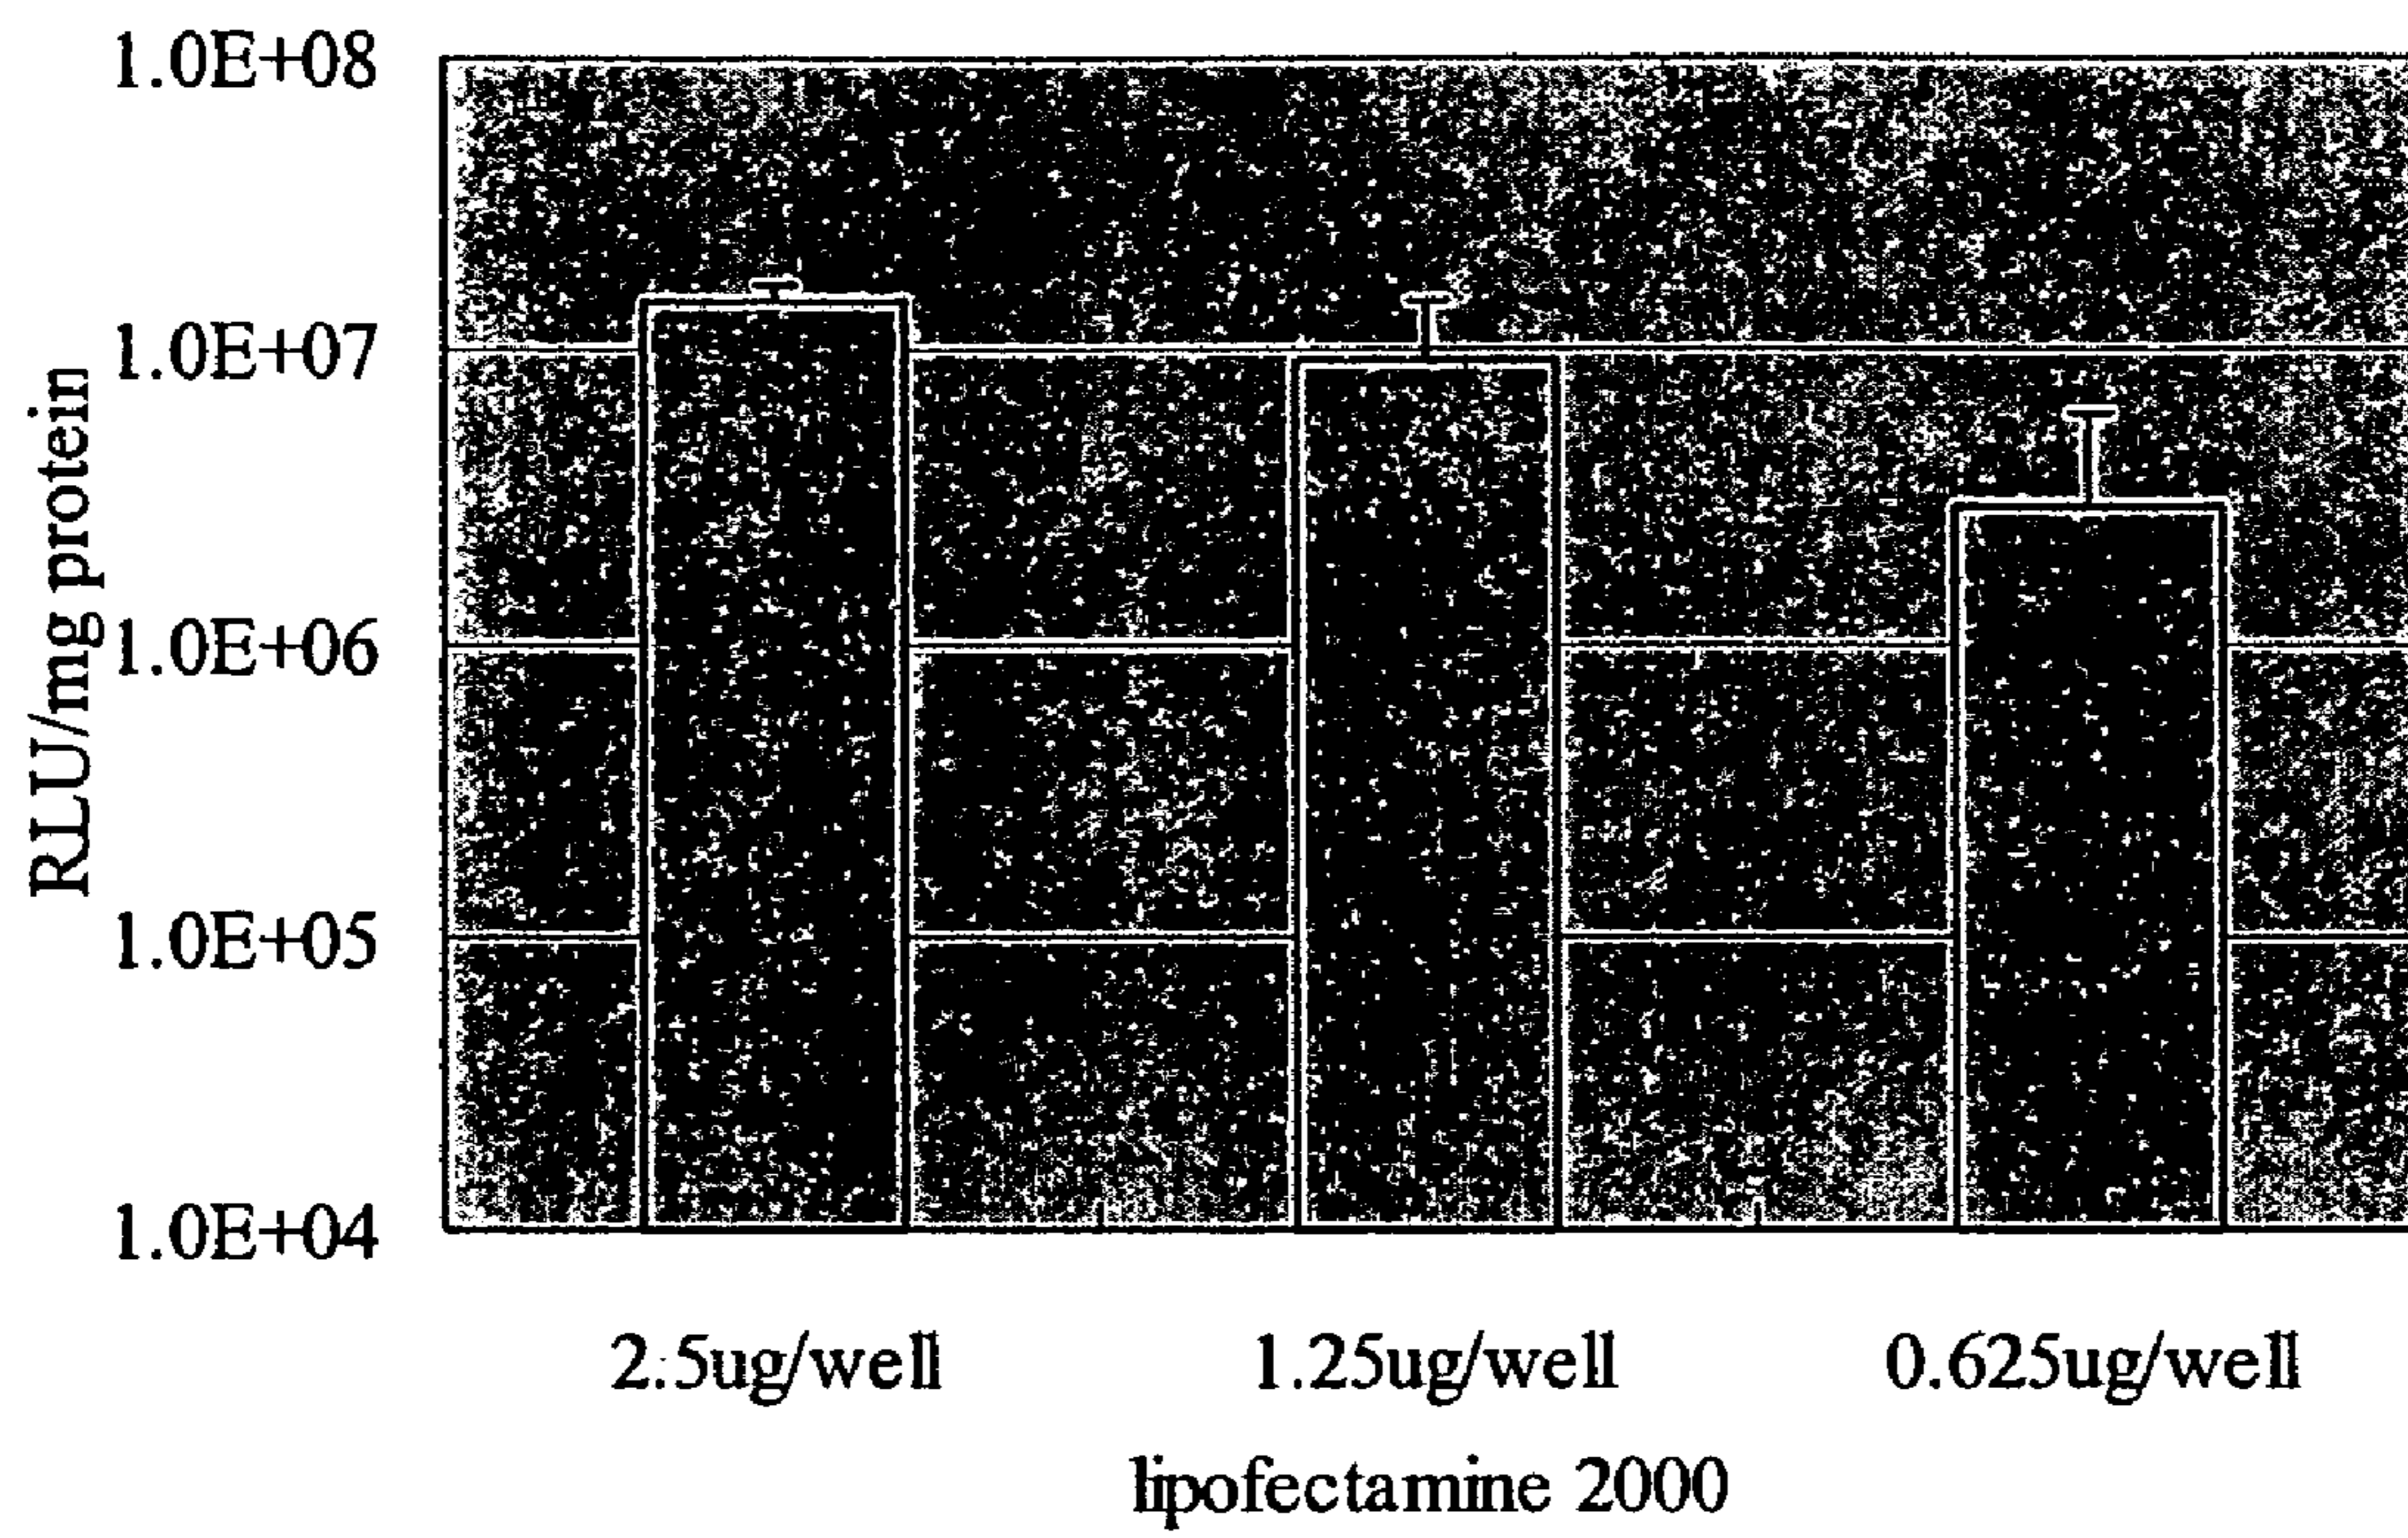 1.0E+08
1.0E+07
1.0E+06
1.0E+05
1.0E+04
RLU/mg protein
2.5ug/well
1.25ug/well
0.625ug/well
lipofectamine 2000